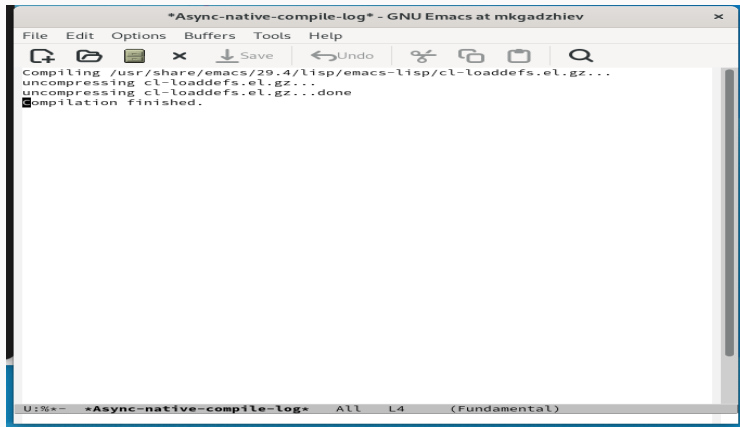 *Async-native-compile-log* - GNU Emacs at mkgadzhiev
File Edit Options Buffers Tools Help
Save Undo
Compiling /usr/share/emacs/29.4/lisp/emacs-lisp/cl-loaddefs.el.gz...
uncompressing cl-loaddefs.el.gz...
uncompressing cl-loaddefs.el.gz...done
Compilation finished.
U:%*- *Async-native-compile-log* All L4 (Fundamental)